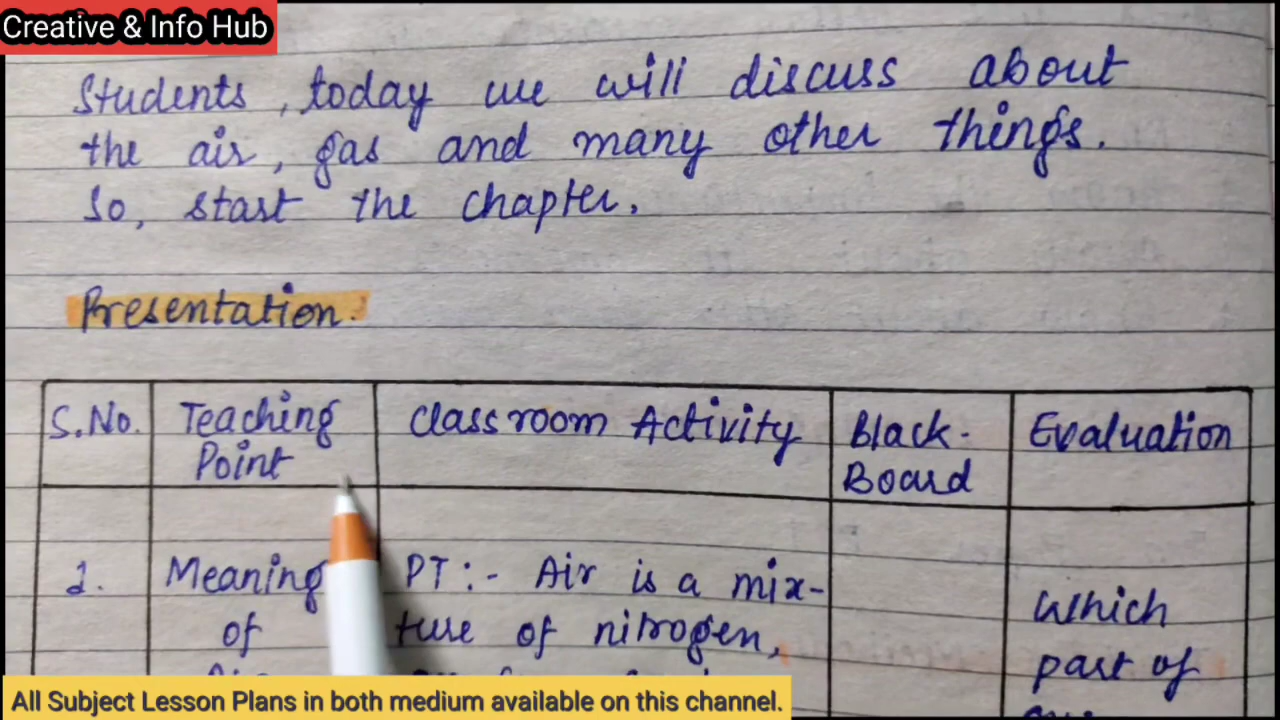 Creative & Info Hub
Students, today we will discuss about
the air, gas and many other things.
So, start the chapter.
Presentation:
S.No. Teaching Point Classroom Activity Black-Board Evaluation
1. Meaning of
PT:- Air is a mix-
ture of nitrogen,
Which
part of
All Subject Lesson Plans in both medium available on this channel.